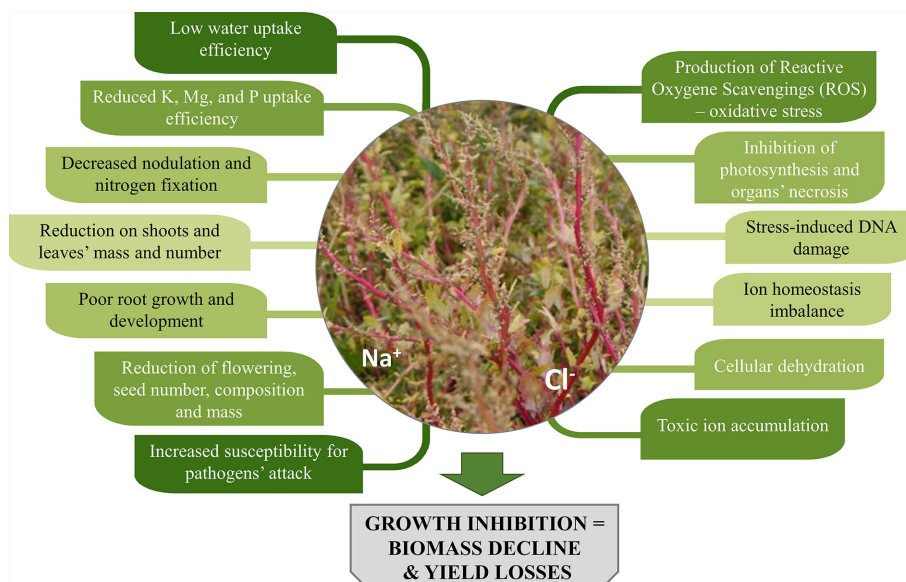 Low water uptake
efficiency
Reduced K, Mg, and P uptake
efficiency
Decreased nodulation and
nitrogen fixation
Reduction on shoots and
leaves’ mass and number
Poor root growth and
development
Reduction of flowering,
seed number, composition
and mass
Increased susceptibility for
pathogens’ attack
Production of Reactive
Oxygene Scavengings (ROS)
– oxidative stress
Inhibition of
photosynthesis and
organs’ necrosis
Stress-induced DNA
damage
Ion homeostasis
imbalance
Cellular dehydration
Toxic ion accumulation
Na⁺
Cl⁻
GROWTH INHIBITION =
BIOMASS DECLINE
& YIELD LOSSES